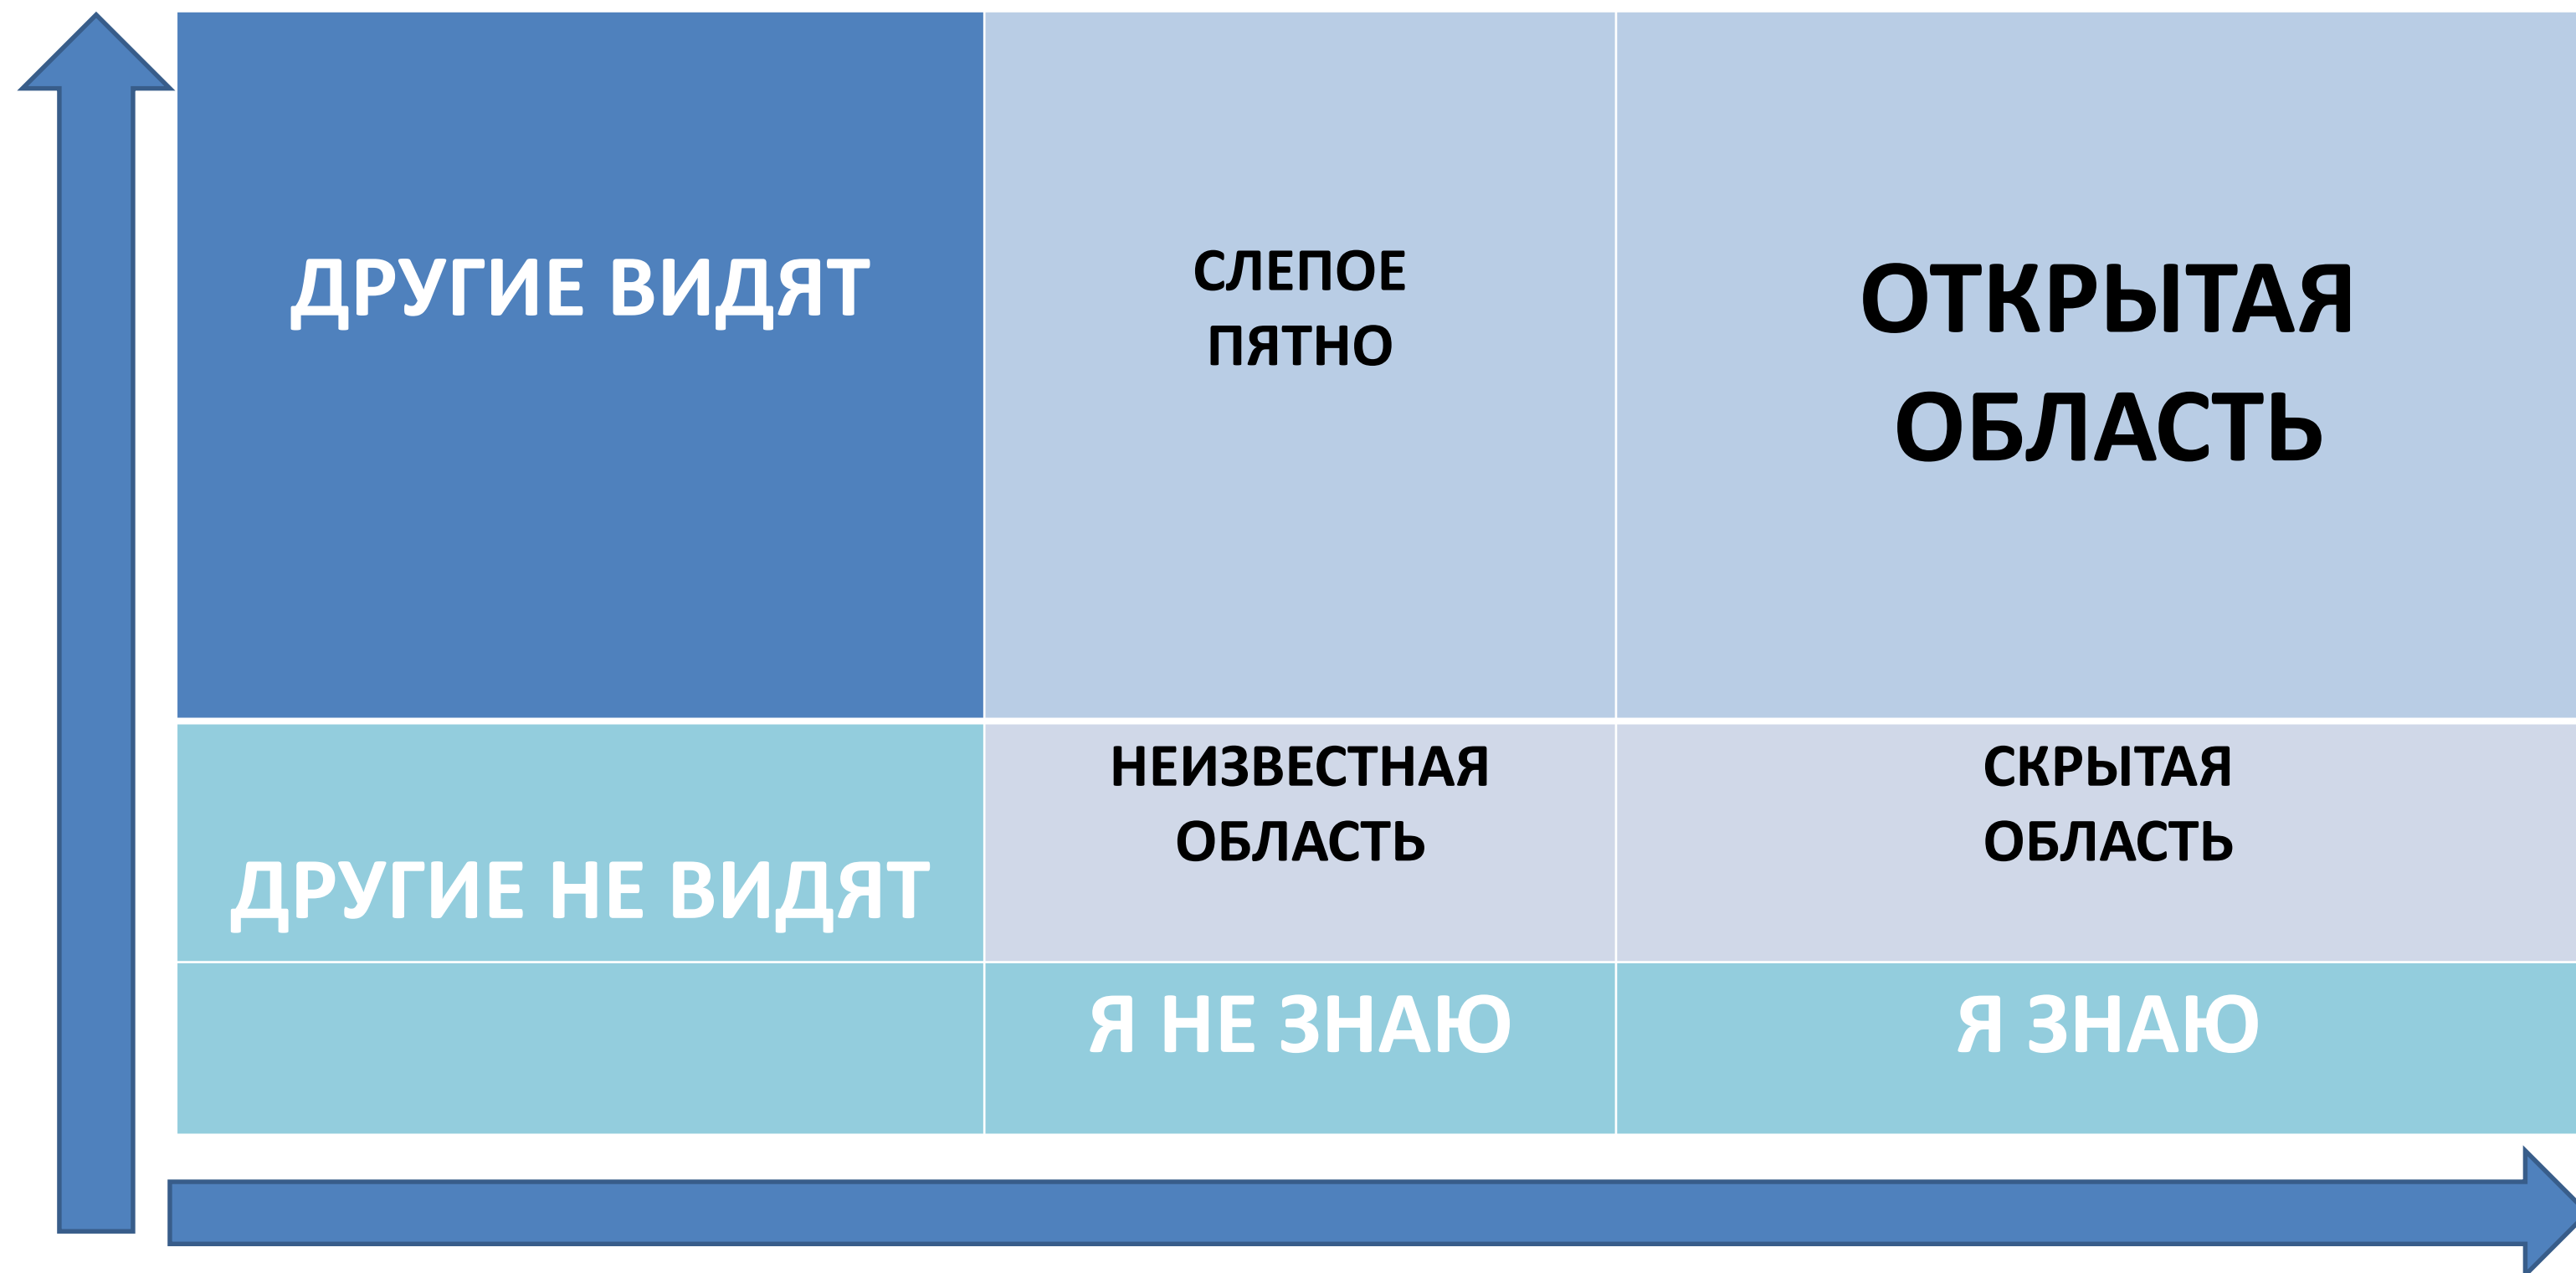 ДРУГИЕ ВИДЯТ
СЛЕПОЕ
ПЯТНО
ОТКРЫТАЯ
ОБЛАСТЬ
ДРУГИЕ НЕ ВИДЯТ
НЕИЗВЕСТНАЯ
ОБЛАСТЬ
СКРЫТАЯ
ОБЛАСТЬ
Я НЕ ЗНАЮ
Я ЗНАЮ